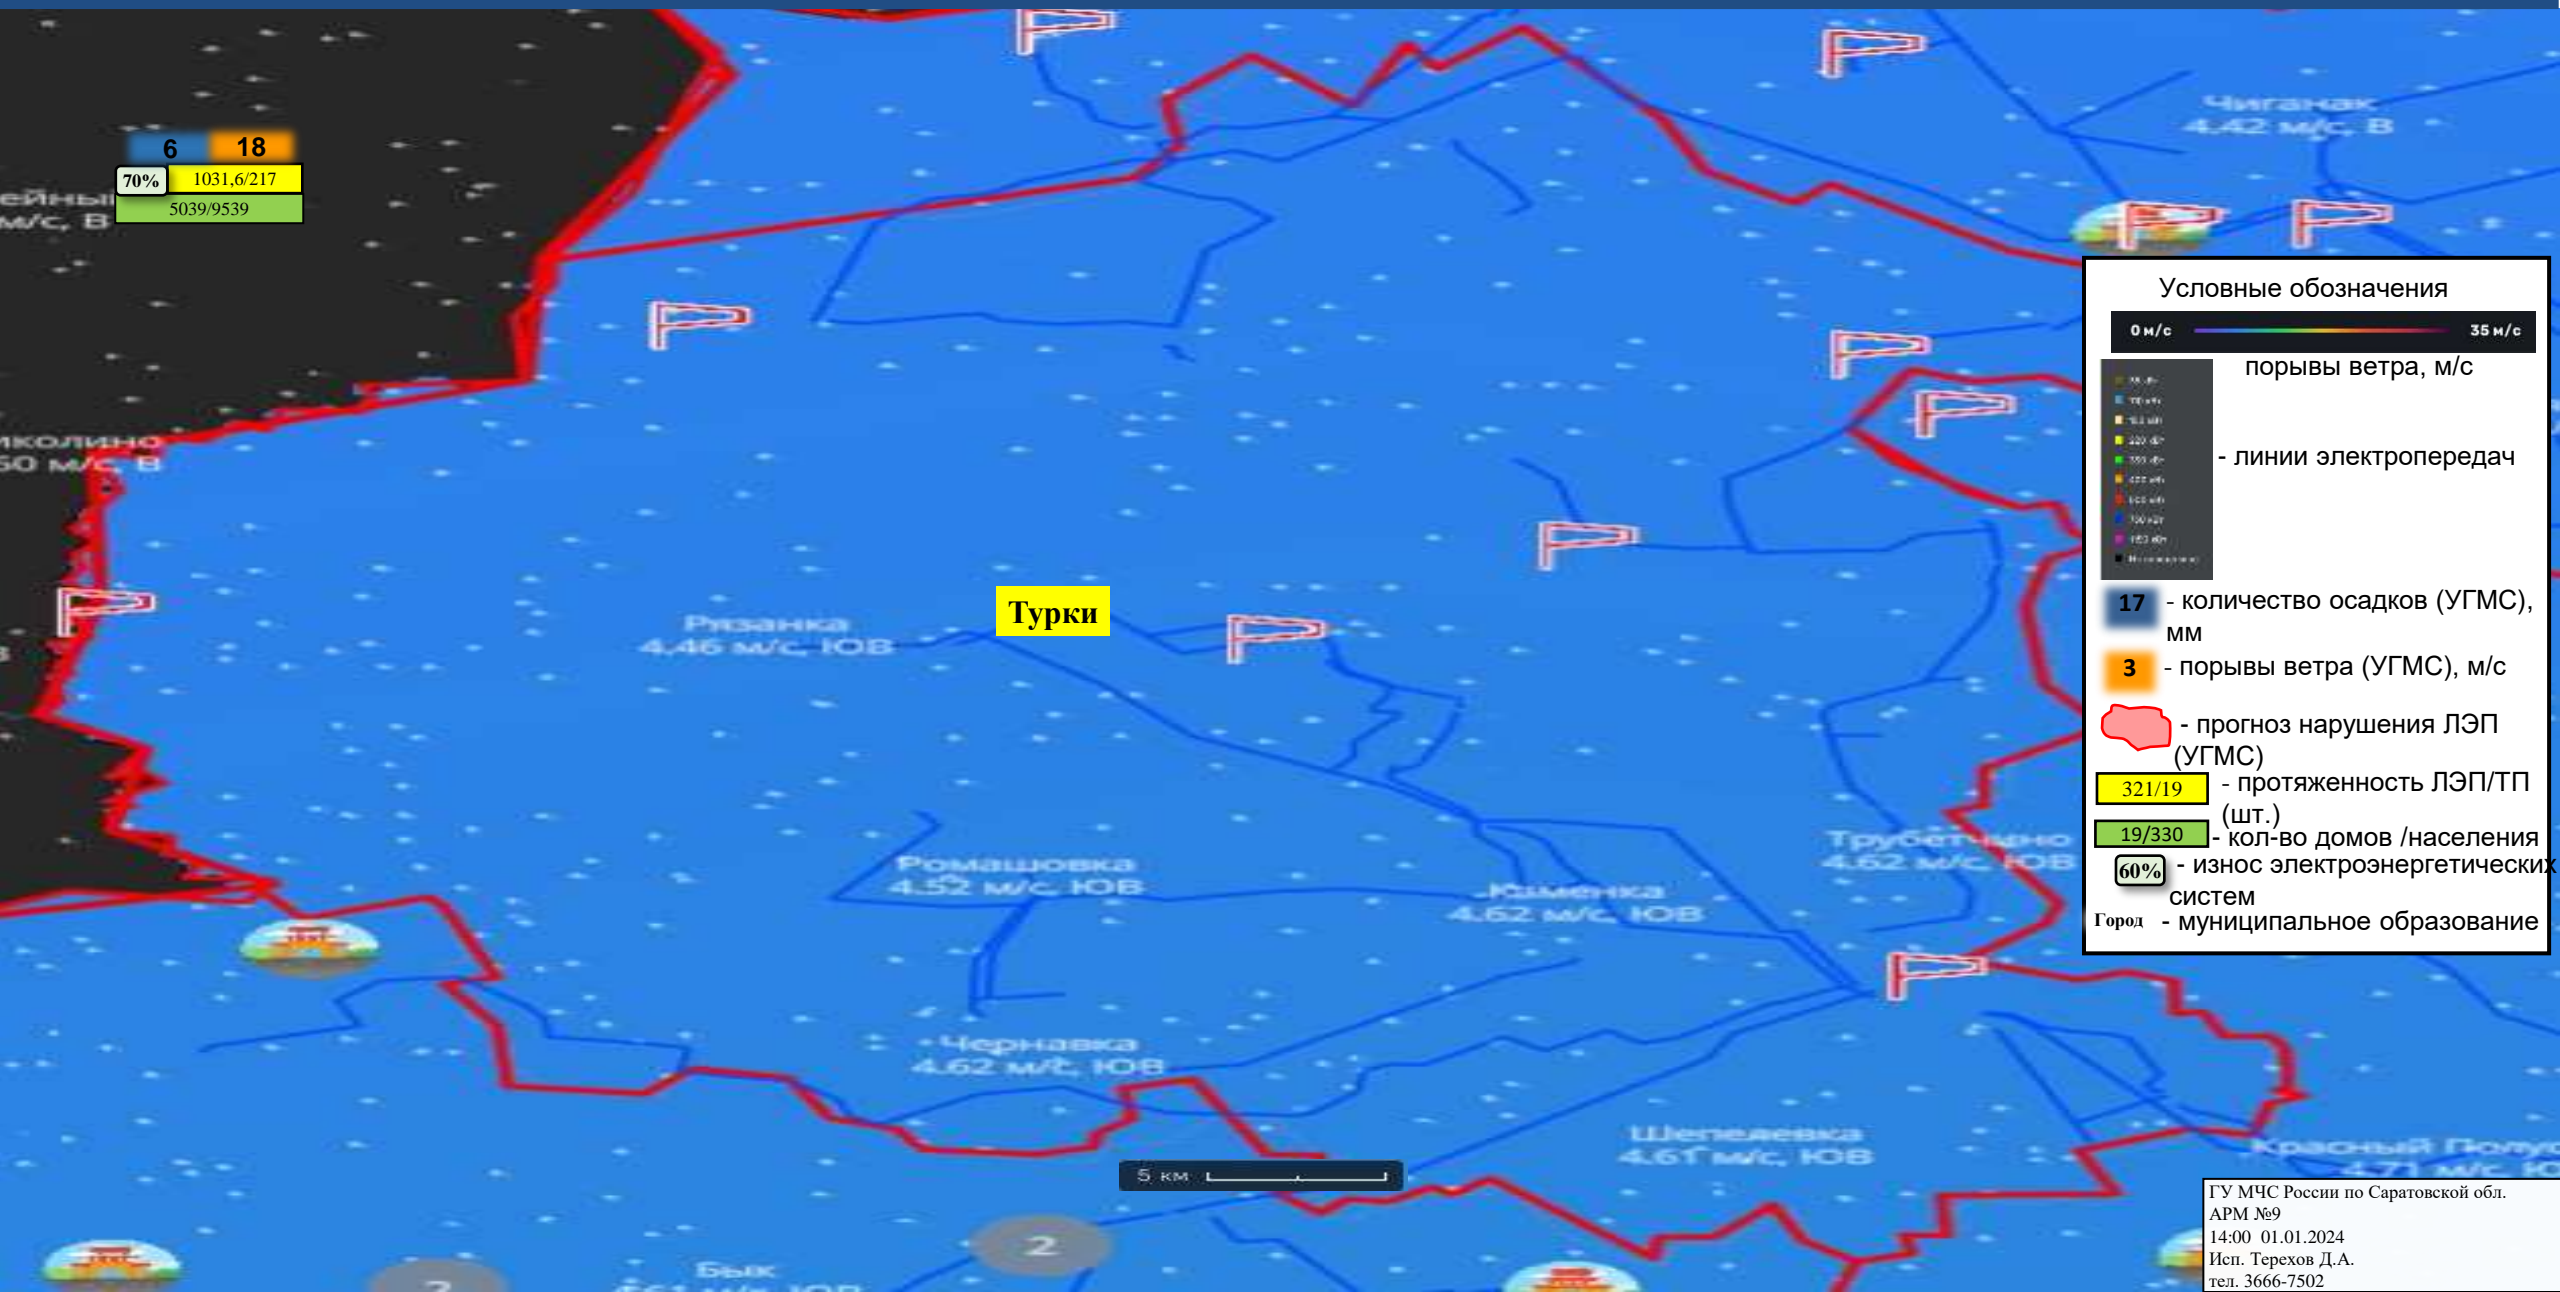 6 18
70% 1031,6/217
5039/9539
м/с, В
Чиганак
4.42 м/с, В
Турки
Рязанка
4.46 м/с, ЮВ
Ромашовка
4.52 м/с, ЮВ
Каменка
4.62 м/с, ЮВ
Трубетчино
4.62 м/с, ЮВ
Чернавка
4.62 м/с, ЮВ
Шепелевка
4.61 м/с, ЮВ
4.71 м/с,
5 км
2
Бык
Условные обозначения
0 м/с 35 м/с
порывы ветра, м/с
- линии электропередач
17 - количество осадков (УГМС),
мм
3 - порывы ветра (УГМС), м/с
- прогноз нарушения ЛЭП
(УГМС)
321/19 - протяженность ЛЭП/ТП
(шт.)
19/330 - кол-во домов /населения
60% - износ электроэнергетических
систем
Город - муниципальное образование
ГУ МЧС России по Саратовской обл.
АРМ №9
14:00 01.01.2024
Исп. Терехов Д.А.
тел. 3666-7502